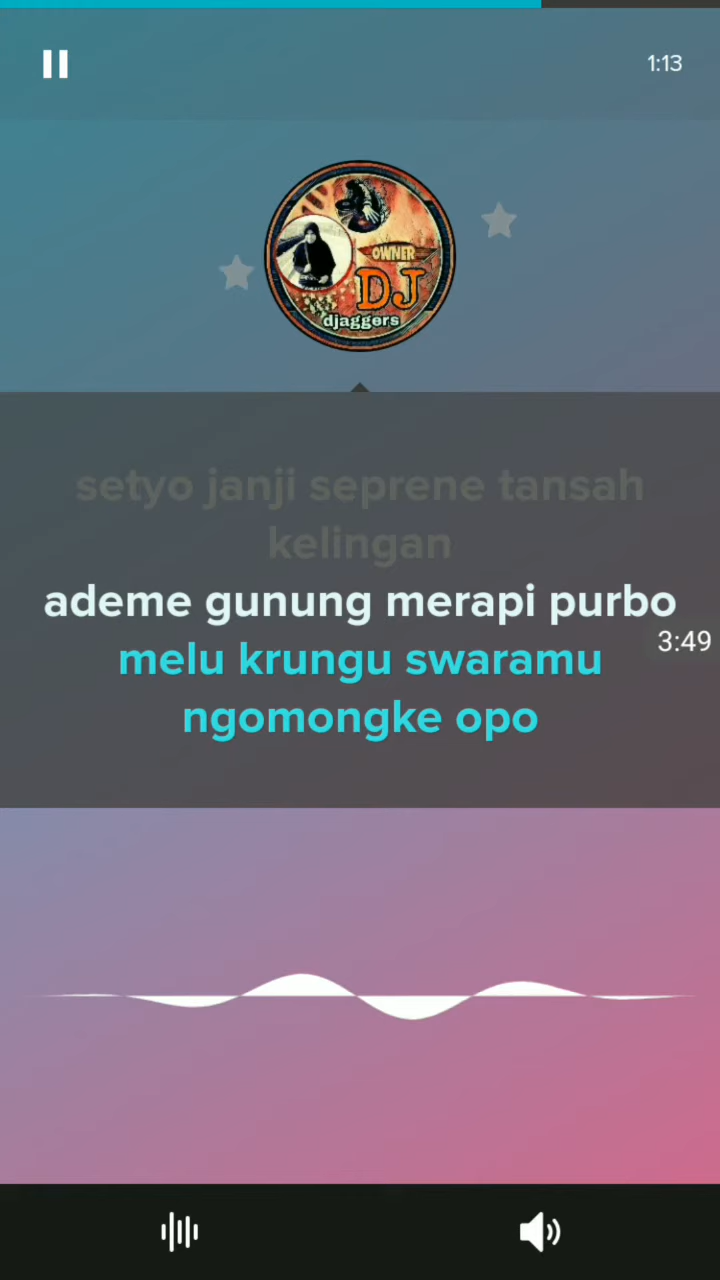 1:13
OWNER
DJ
djaggers
setyo janji seprene tansah
kelingan
ademe gunung merapi purbo
3:49
melu krungu swaramu
ngomongke opo